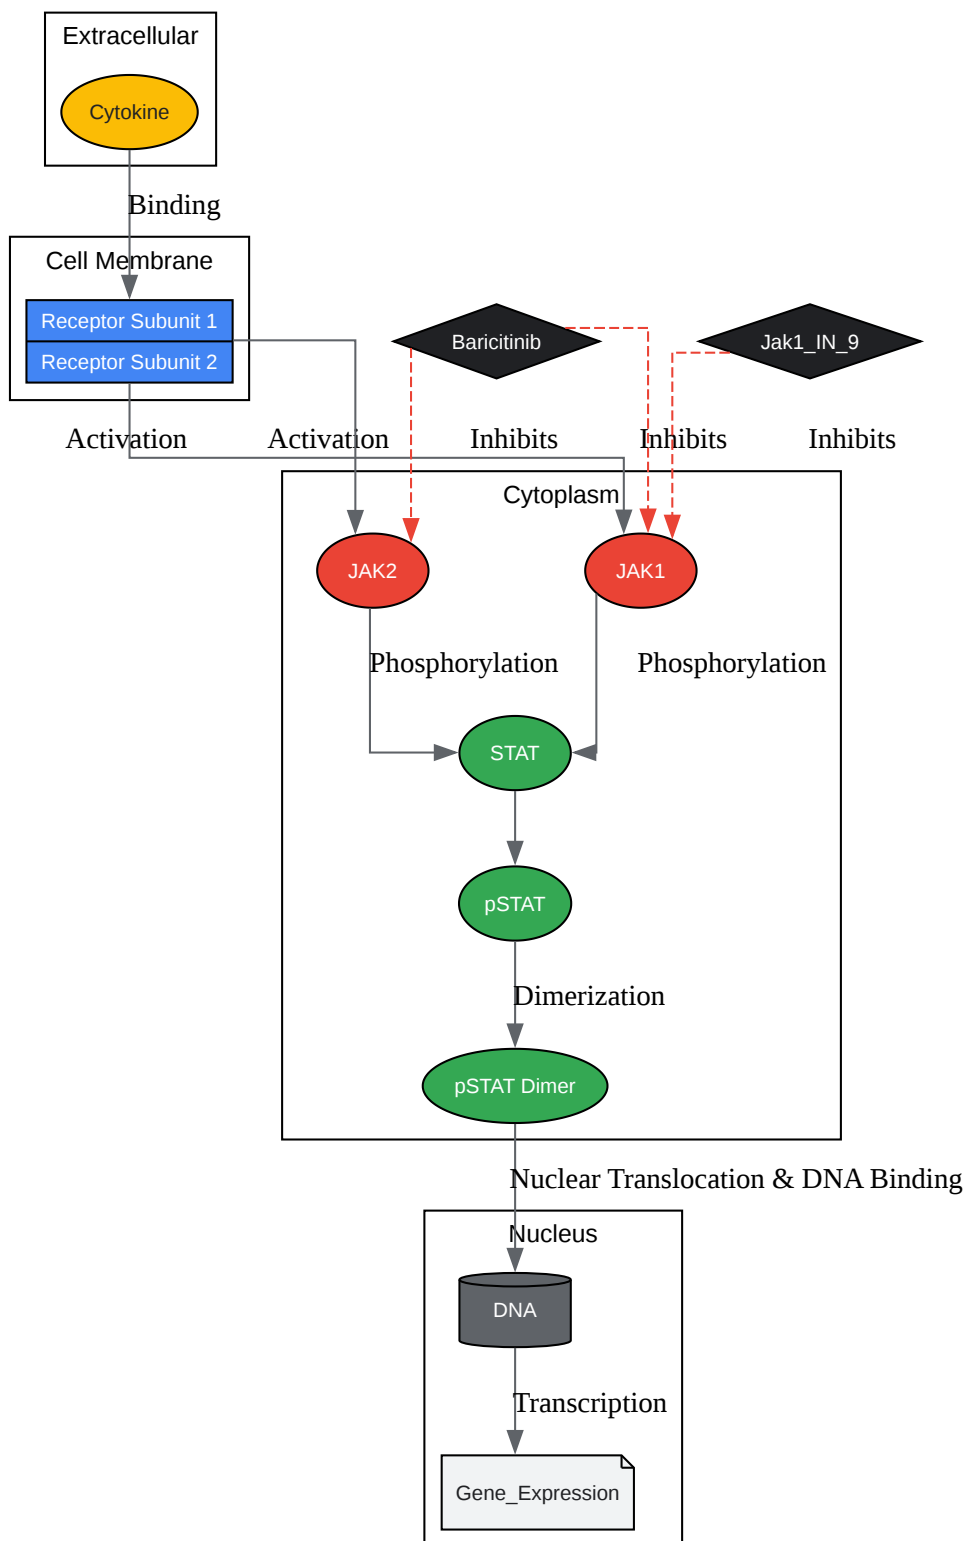 Extracellular
Cytokine
Binding
Cell Membrane
Receptor Subunit 1
Receptor Subunit 2
Baricitinib
Jak1_IN_9
Activation
Activation
Inhibits
Inhibits
Inhibits
Cytoplasm
JAK2
JAK1
Phosphorylation
Phosphorylation
STAT
pSTAT
Dimerization
pSTAT Dimer
Nuclear Translocation & DNA Binding
Nucleus
DNA
Transcription
Gene_Expression